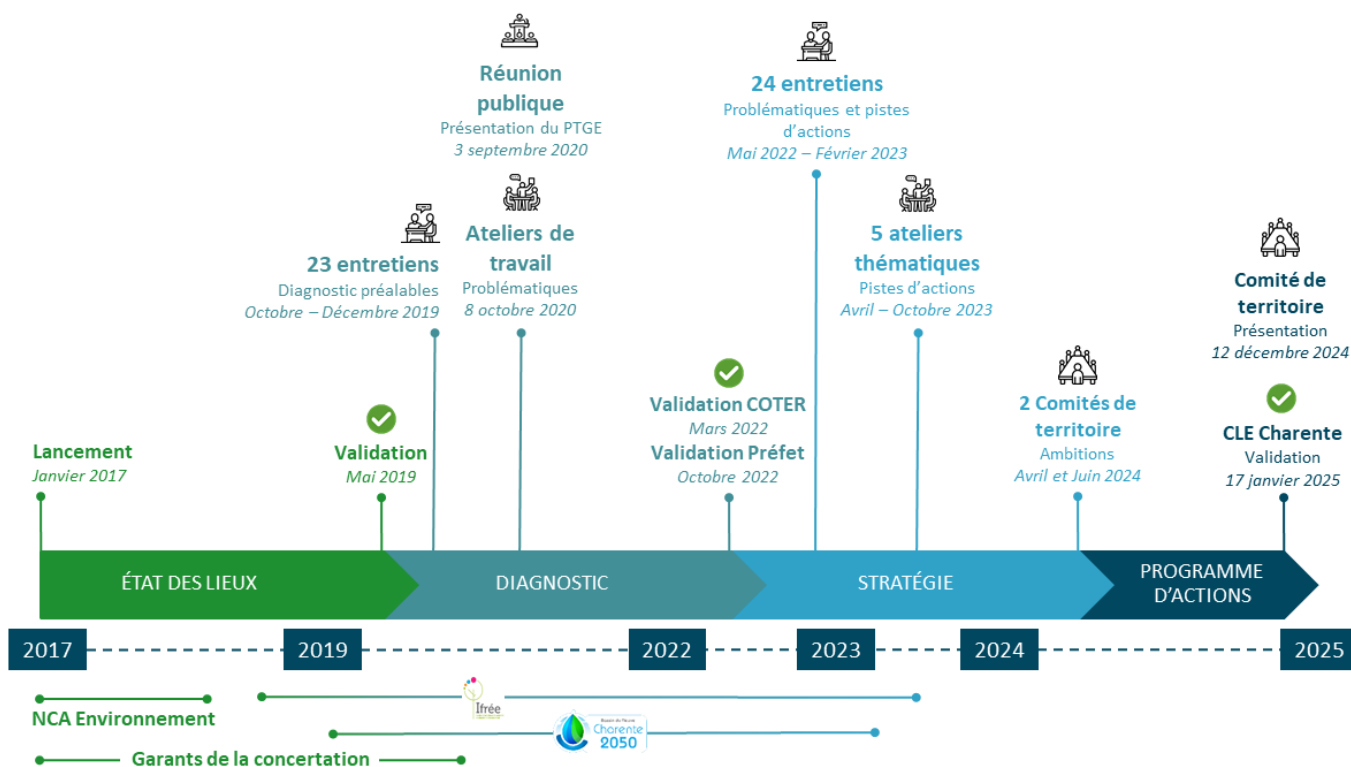 Réunion
publique
Présentation du PTGE
3 septembre 2020
24 entretiens
Problématiques et pistes
d'actions
Mai 2022 – Février 2023
23 entretiens
Diagnostic préalables
Octobre – Décembre 2019
Ateliers de
travail
Problématiques
8 octobre 2020
5 ateliers
thématiques
Pistes d'actions
Avril – Octobre 2023
Comité de
territoire
Présentation
12 décembre 2024
Lancement
Janvier 2017
Validation
Mai 2019
Validation COTER
Mars 2022
Validation Préfet
Octobre 2022
2 Comités de
territoire
Ambitions
Avril et Juin 2024
CLE Charente
Validation
17 janvier 2025
ÉTAT DES LIEUX
DIAGNOSTIC
STRATÉGIE
PROGRAMME
D'ACTIONS
2017
2019
2022
2023
2024
2025
NCA Environnement
Ifrée
Charente
2050
Garants de la concertation